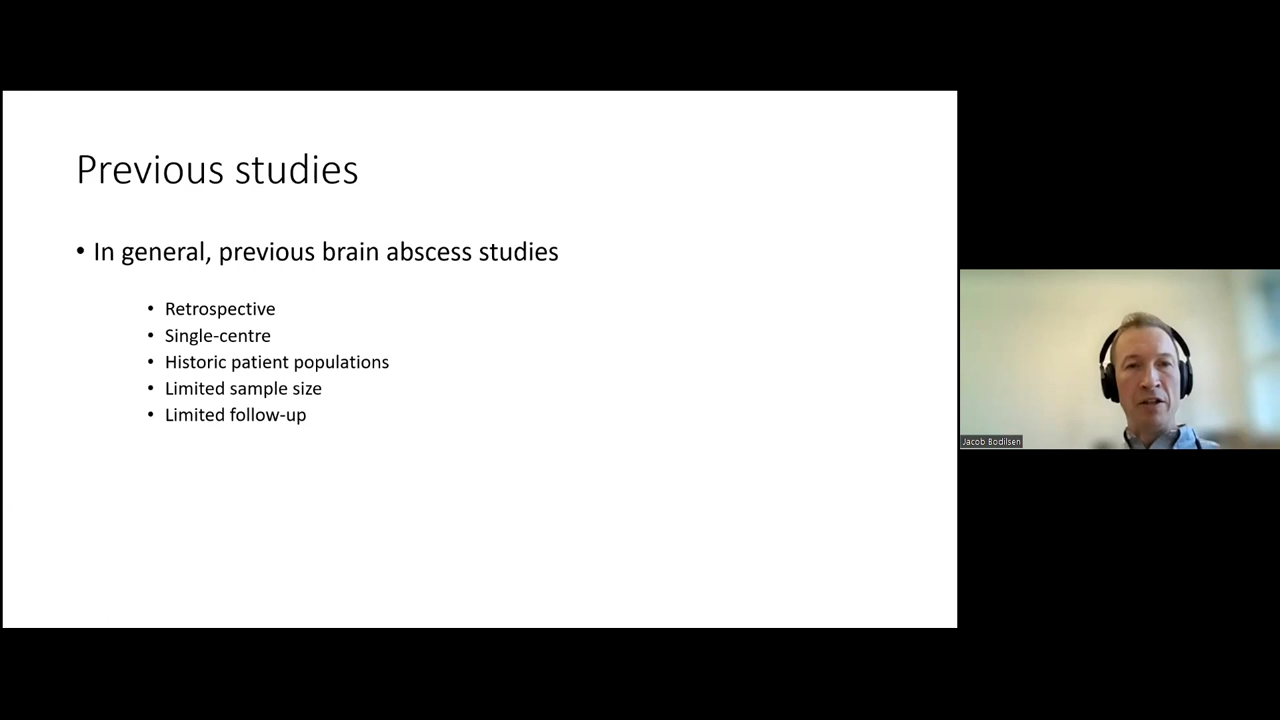 Previous studies
• In general, previous brain abscess studies
• Retrospective
• Single-centre
• Historic patient populations
• Limited sample size
• Limited follow-up
Jacob Bodilsen